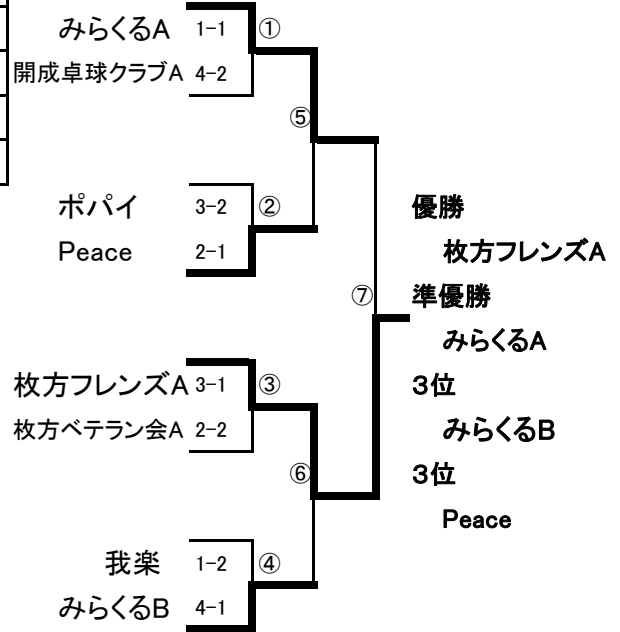 みらくるA 1-1 ①
開成卓球クラブA 4-2
⑤
ポパイ 3-2 ② 優勝
Peace 2-1 枚方フレンズA
⑦ 準優勝
みらくるA
枚方フレンズA 3-1 ③ 3位
枚方ベテラン会A 2-2 みらくるB
⑥ 3位
Peace
我楽 1-2 ④
みらくるB 4-1